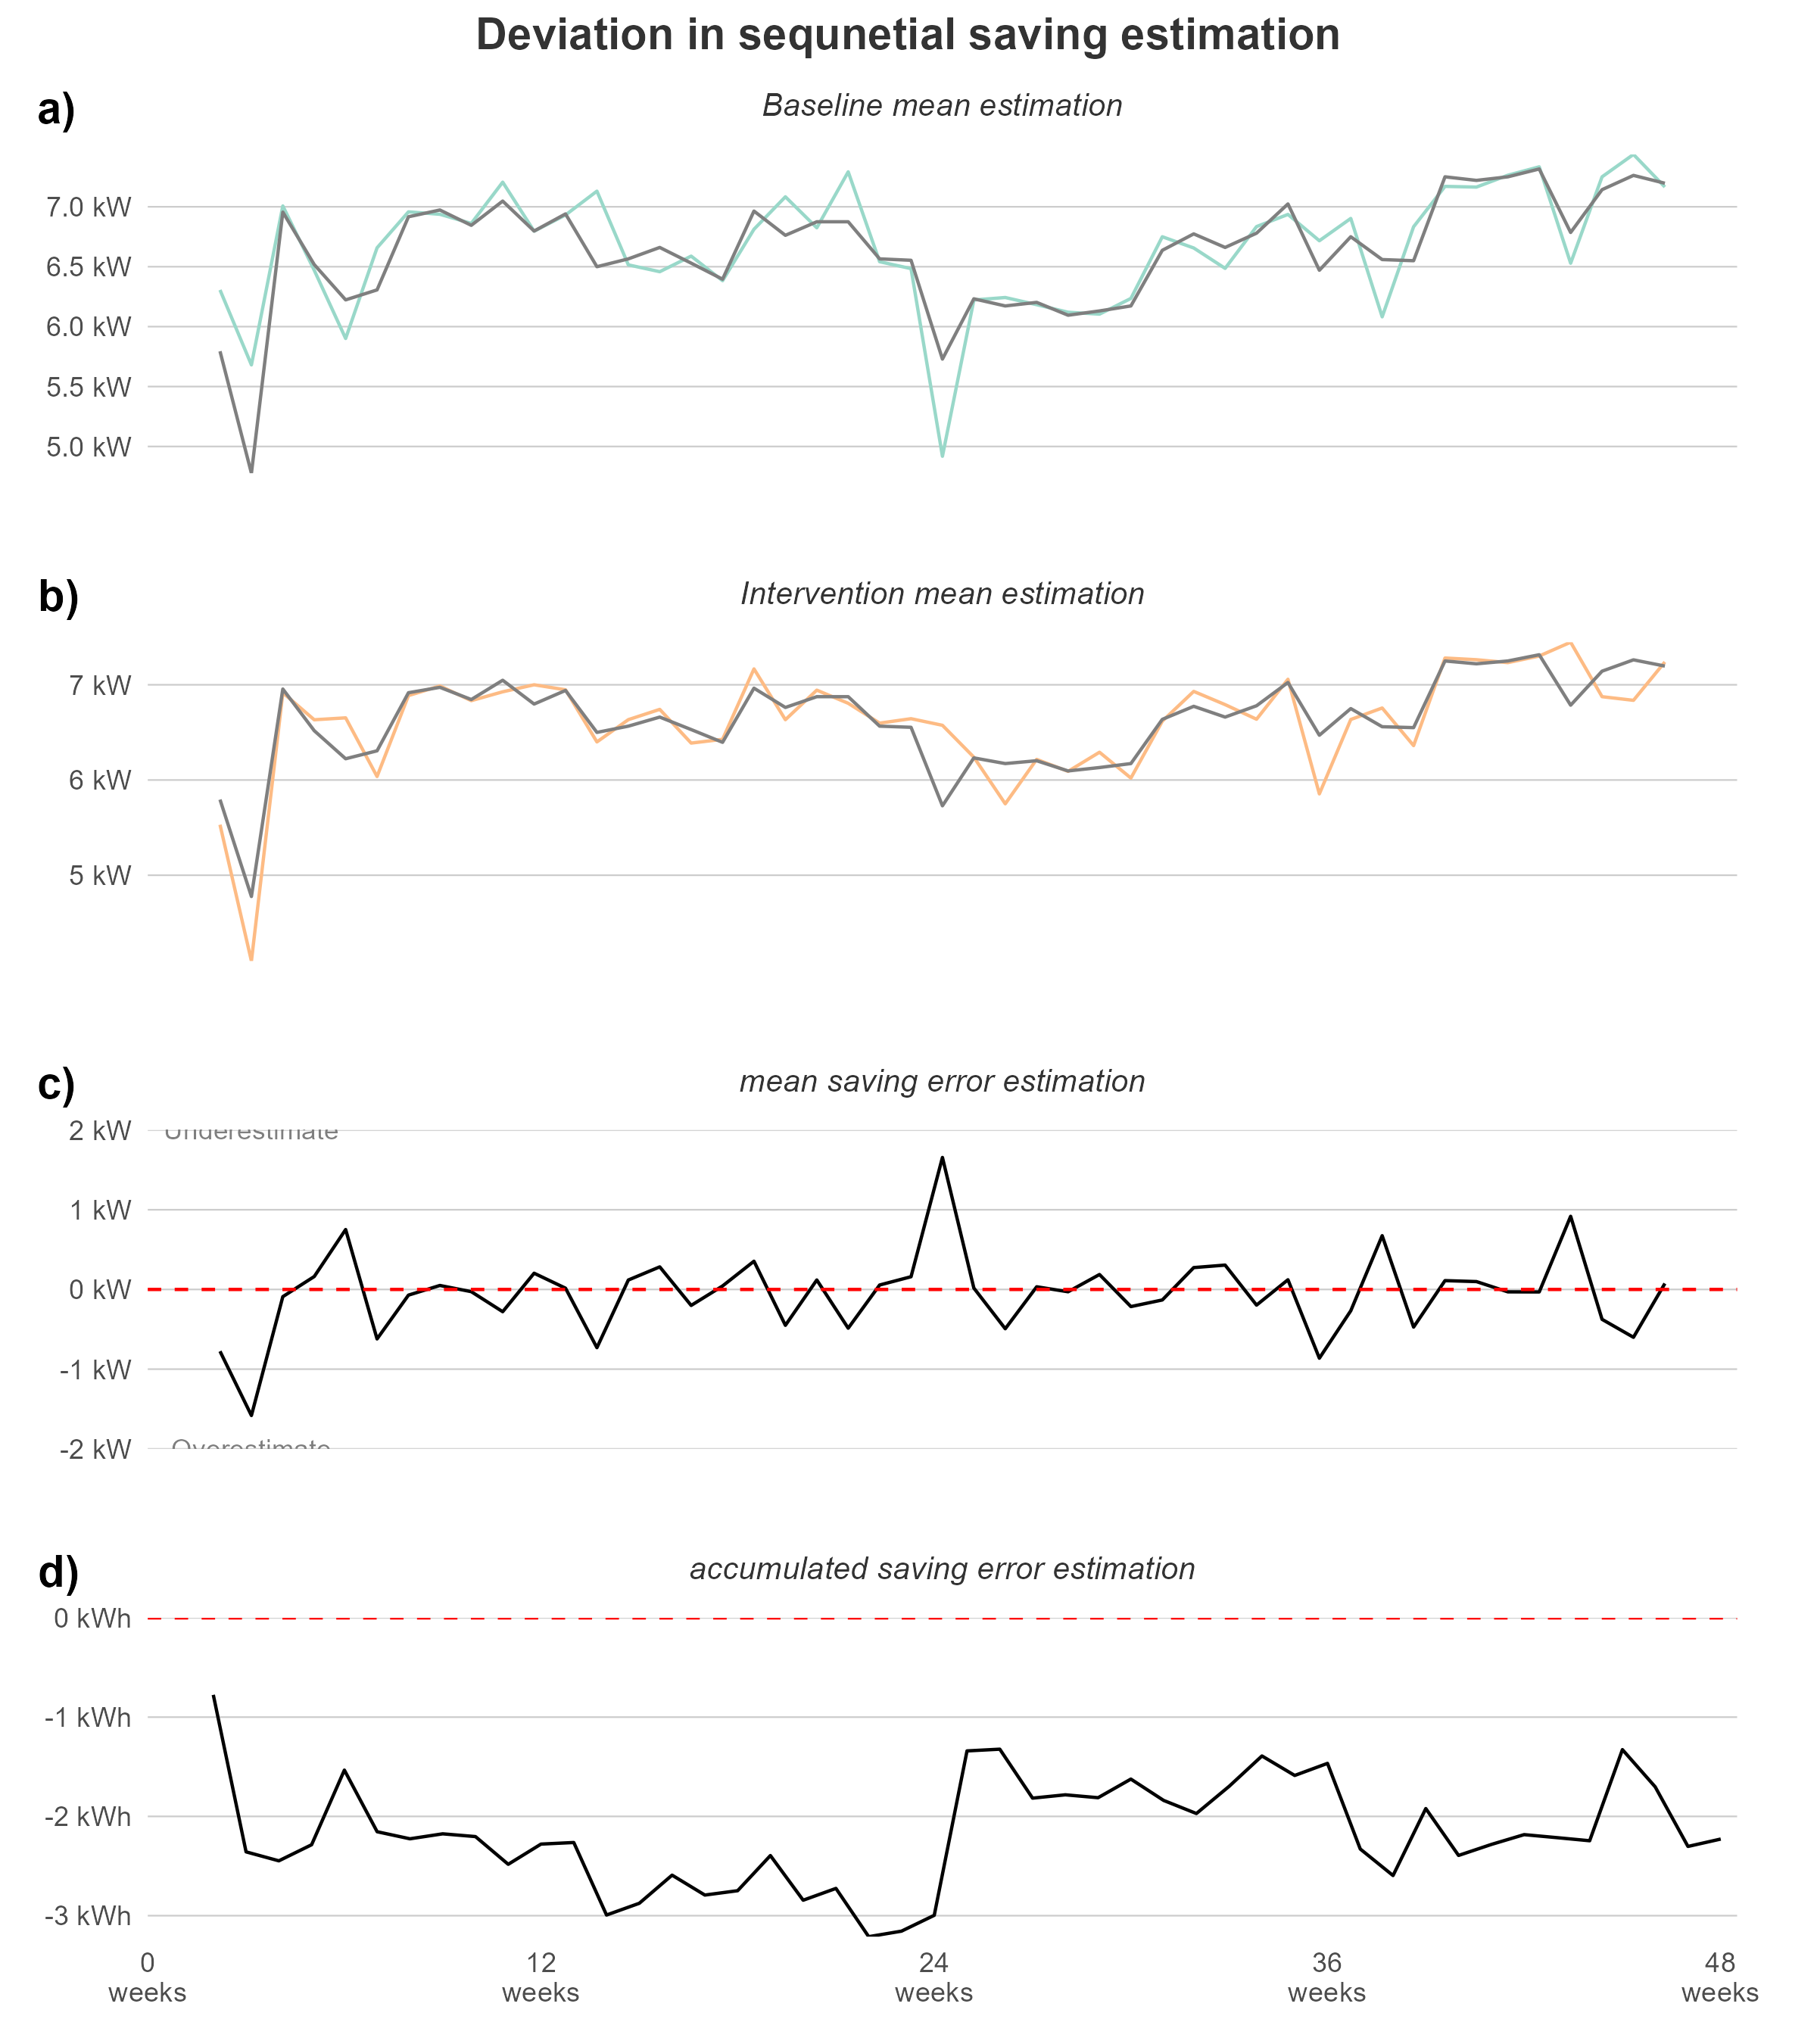 Deviation in sequnetial saving estimation
a)
Baseline mean estimation
7.0 kW
6.5 kW
6.0 kW
5.5 kW
5.0 kW
b)
Intervention mean estimation
7 kW
6 kW
5 kW
c)
mean saving error estimation
2 kW
Underestimate
1 kW
0 kW
-1 kW
-2 kW
Overestimate
d)
accumulated saving error estimation
0 kWh
-1 kWh
-2 kWh
-3 kWh
0 12 24 36 48
weeks weeks weeks weeks weeks